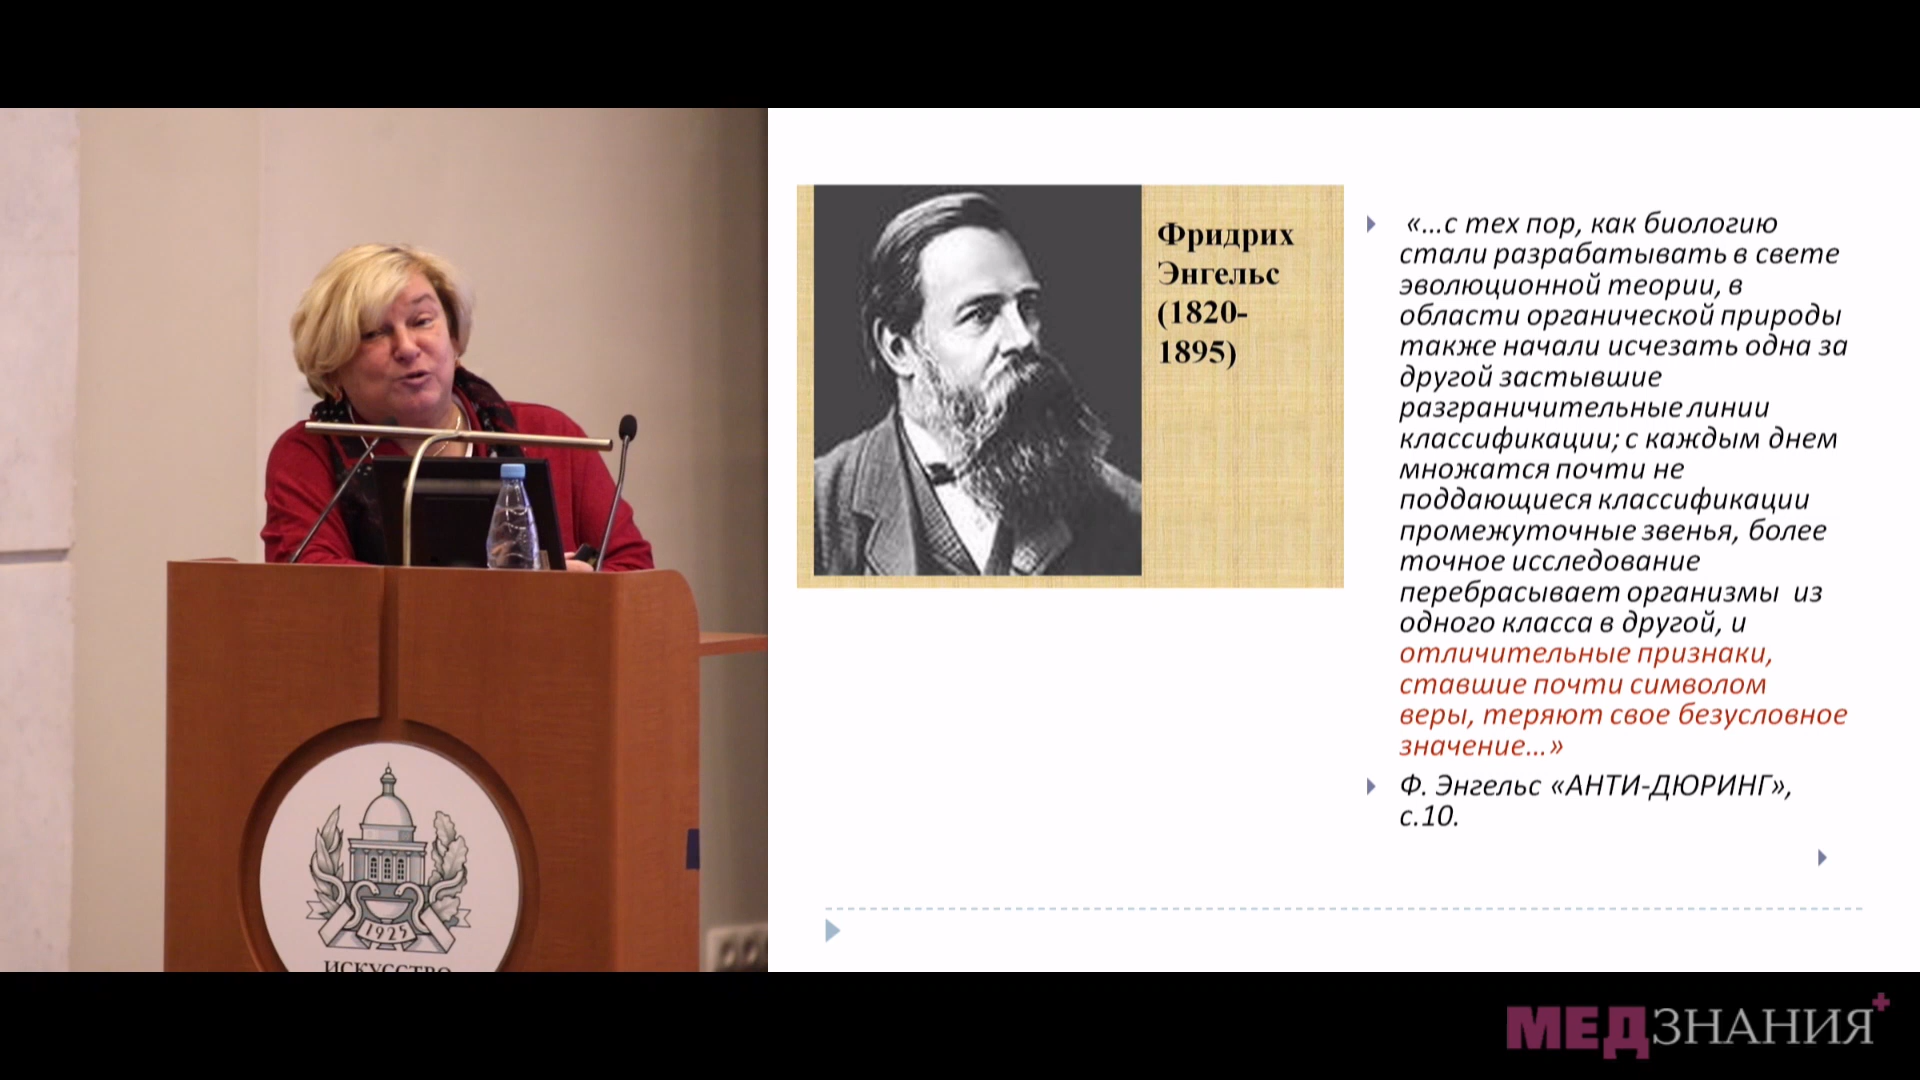 Фридрих
Энгельс
(1820-
1895)
«...с тех пор, как биологию
стали разрабатывать в свете
эволюционной теории, в
области органической природы
также начали исчезать одна за
другой застывшие
разграничительные линии
классификации; с каждым днем
множатся почти не
поддающиеся классификации
промежуточные звенья, более
точное исследование
перебрасывает организмы из
одного класса в другой, и
отличительные признаки,
ставшие почти символом
веры, теряют свое безусловное
значение...»
Ф. Энгельс «АНТИ-ДЮРИНГ»,
с.10.
1925
ИСКУССТВО
МЕДЗНАНИЯ+